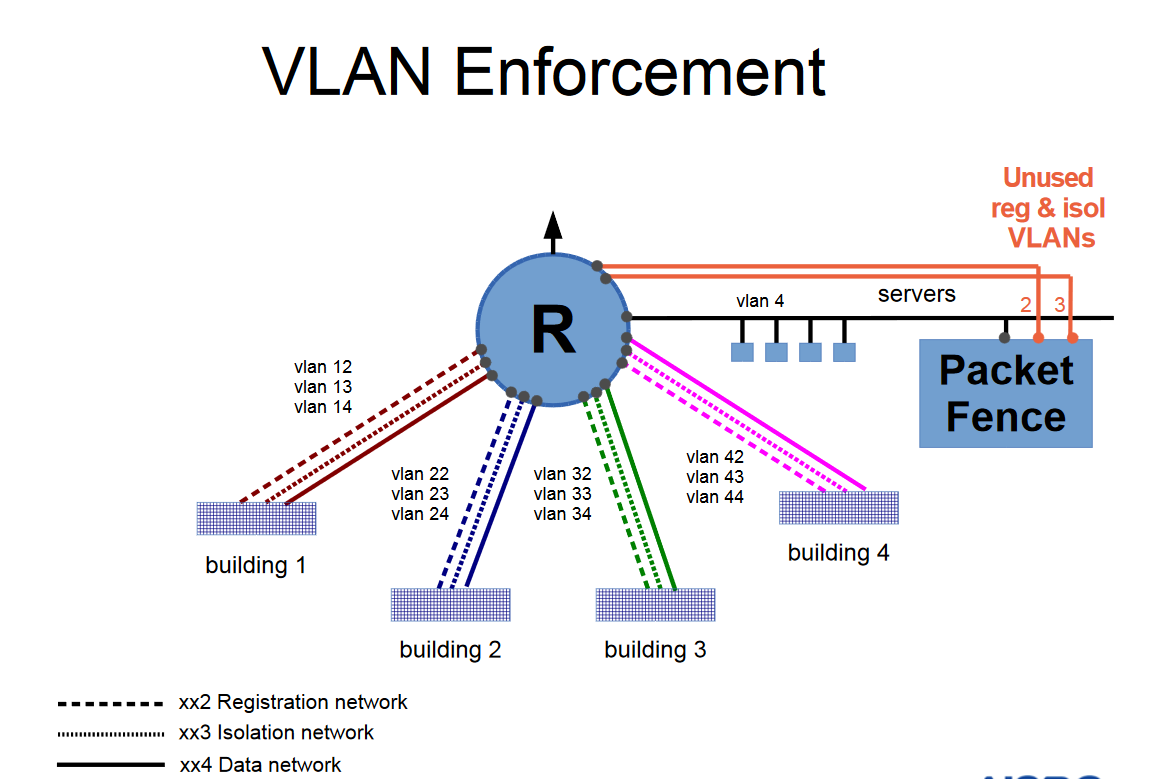 VLAN Enforcement
Unused
reg & isol
VLANs
R
vlan 4
servers
2
3
Packet
Fence
vlan 12
vlan 13
vlan 14
vlan 22
vlan 23
vlan 24
vlan 32
vlan 33
vlan 34
vlan 42
vlan 43
vlan 44
building 1
building 2
building 3
building 4
xx2 Registration network
xx3 Isolation network
xx4 Data network